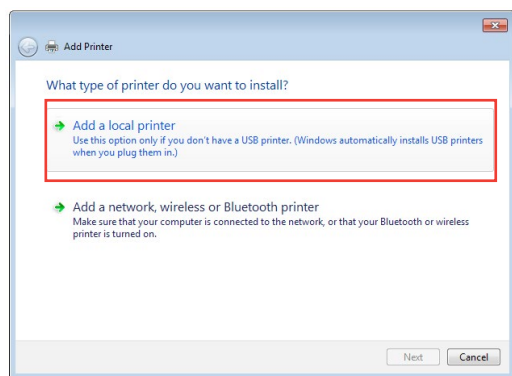 Add Printer
What type of printer do you want to install?
Add a local printer
Use this option only if you don't have a USB printer. (Windows automatically installs USB printers
when you plug them in.)
Add a network, wireless or Bluetooth printer
Make sure that your computer is connected to the network, or that your Bluetooth or wireless
printer is turned on.
Next Cancel